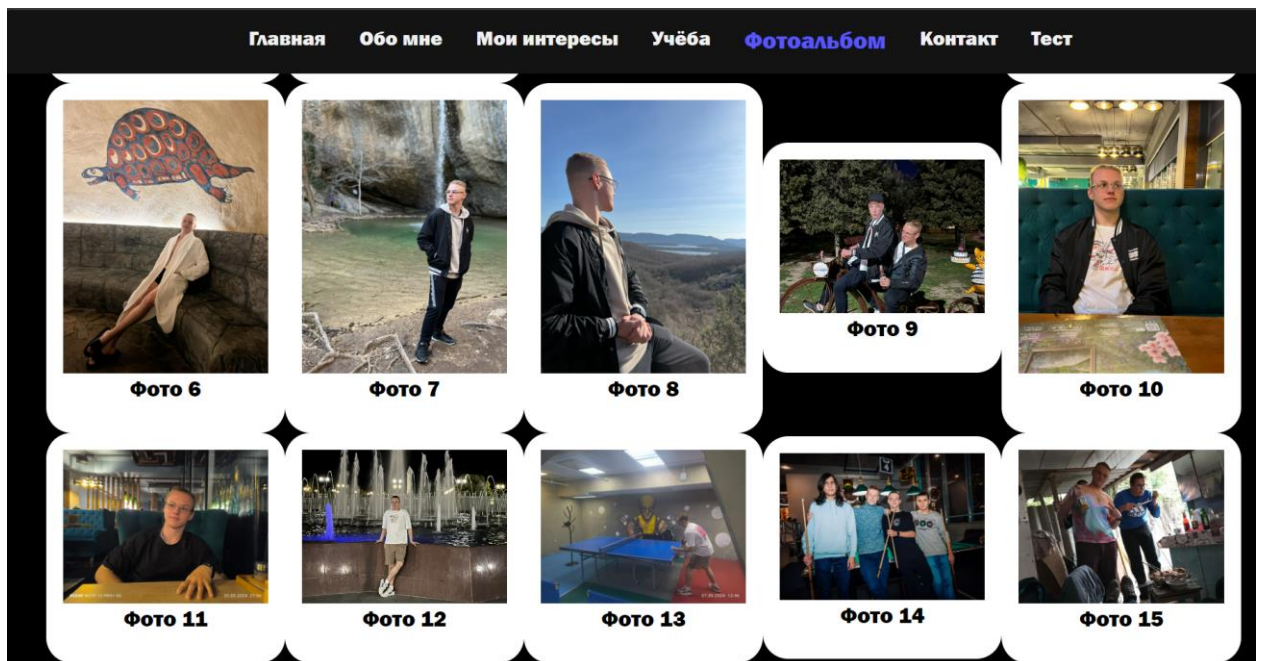 Главная Обо мне Мои интересы Учёба Фотоальбом Контакт Тест
Фото 6 Фото 7 Фото 8 Фото 9 Фото 10
Фото 11 Фото 12 Фото 13 Фото 14 Фото 15